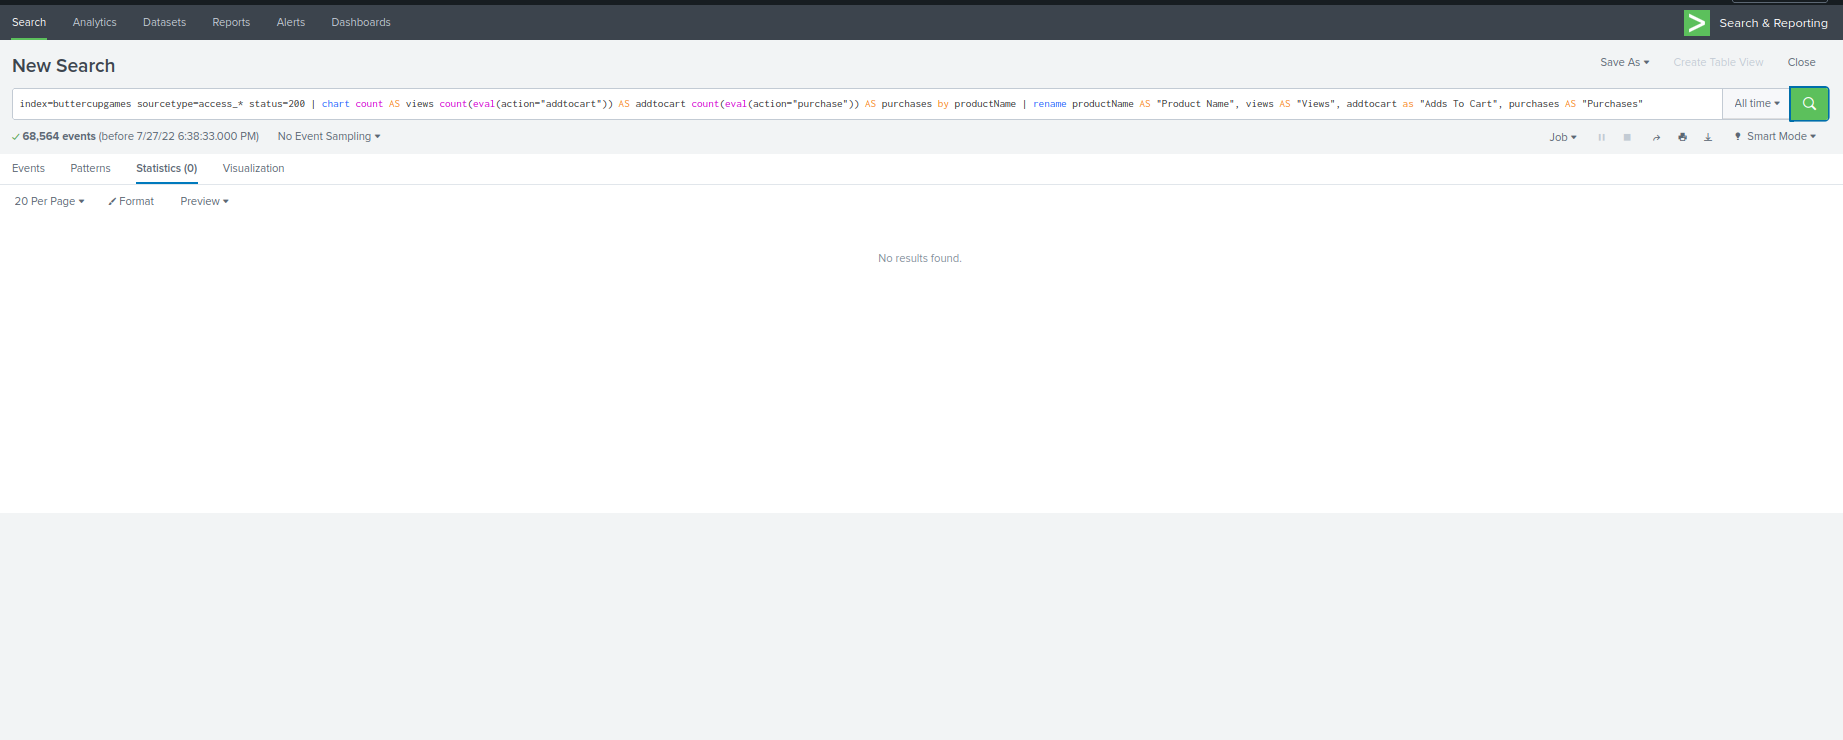 Search Analytics Datasets Reports Alerts Dashboards Search & Reporting
New Search Save As Create Table View Close
index=buttercupgames sourcetype=access_* status=200 | chart count AS views count(eval(action="addtocart")) AS addtocart count(eval(action="purchase")) AS purchases by productName | rename productName AS "Product Name", views AS "Views", addtocart as "Adds To Cart", purchases AS "Purchases" All time
68,564 events (before 7/27/22 6:38:33.000 PM) No Event Sampling Job Smart Mode
Events Patterns Statistics (0) Visualization
20 Per Page Format Preview
No results found.